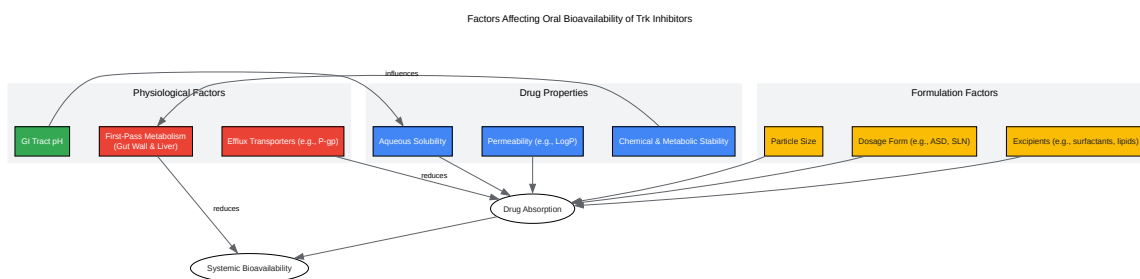 Factors Affecting Oral Bioavailability of Trk Inhibitors
influences
Physiological Factors
Drug Properties
Formulation Factors
GI Tract pH
First-Pass Metabolism
(Gut Wall & Liver)
Efflux Transporters (e.g., P-gp)
Aqueous Solubility
Permeability (e.g., LogP)
Chemical & Metabolic Stability
Particle Size
Dosage Form (e.g., ASD, SLN)
Excipients (e.g., surfactants, lipids)
reduces
Drug Absorption
reduces
Systemic Bioavailability